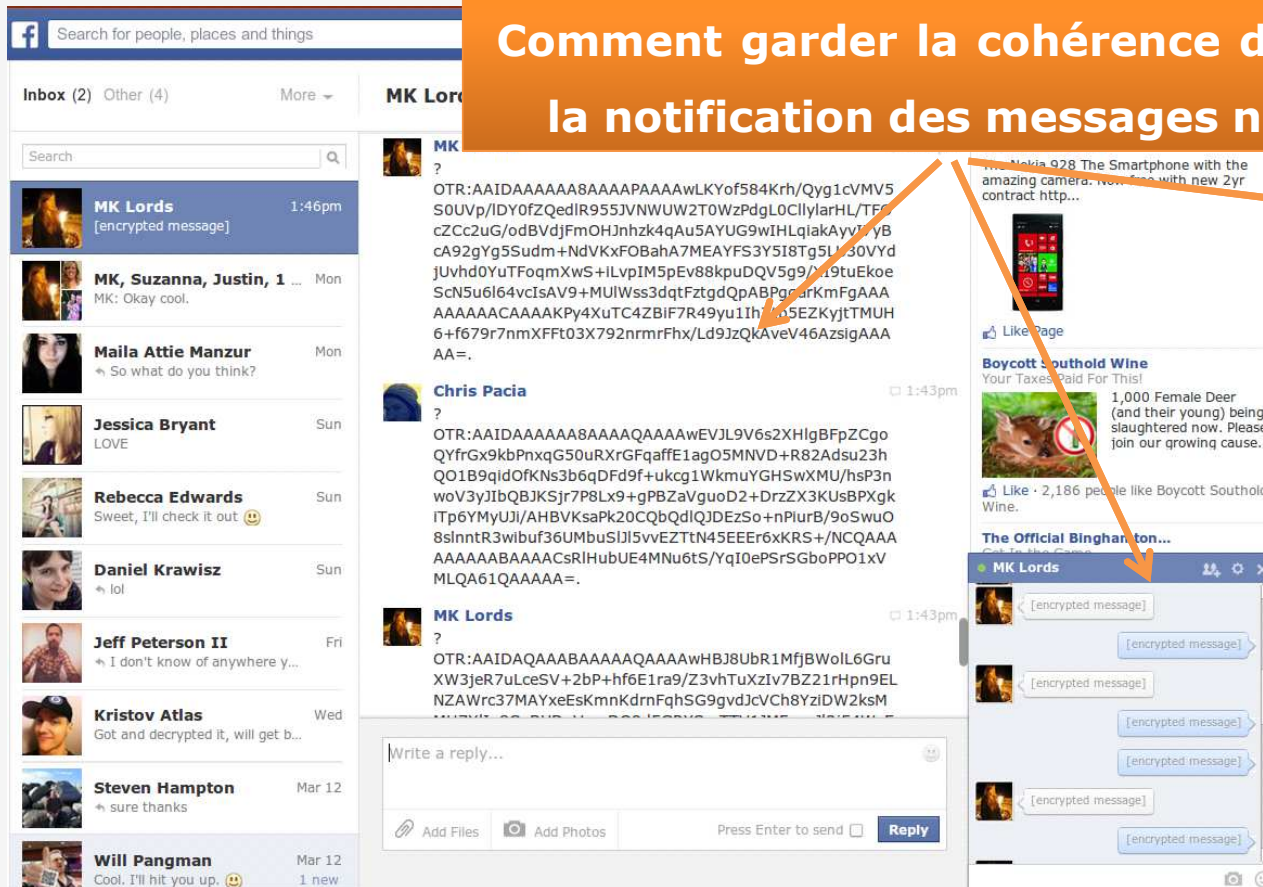 Search for people, places and things
Comment garder la cohérence d
la notification des messages n
Inbox (2) Other (4) More
Search
MK Lords 1:46pm
[encrypted message]
MK, Suzanna, Justin, 1 ... Mon
MK: Okay cool.
Maila Attie Manzur Mon
So what do you think?
Jessica Bryant Sun
LOVE
Rebecca Edwards Sun
Sweet, I'll check it out
Daniel Krawisz Sun
lol
Jeff Peterson II Fri
I don't know of anywhere y...
Kristov Atlas Wed
Got and decrypted it, will get b...
Steven Hampton Mar 12
sure thanks
Will Pangman Mar 12
Cool. I'll hit you up. 1 new
MK Lord
MK
?
OTR:AAIDAAAAAA8AAAAPAAAAwLKYof584Krh/Qyg1cVMV5
S0UVp/lDY0fZQedlR955JVNWUW2T0WzPdgL0CllylarHL/TF
cZCc2uG/odBVdjFmOHJnhzk4qAu5AYUG9wIHLqiakAyv
cA92gYg5Sudm+NdVKxFOBahA7MEAYFS3Y5I8Tg5L
jUvhd0YuTFoqmXwS+iLvpIM5pEv88kpuDQV5g9/
ScN5u6l64vcIsAV9+MUlWss3dqtFztgdQpABPg
AAAAAACAAAAKPy4XuTC4ZBiF7R49yu1Ih
6+f679r7nmXFFt03X792nrmrFhx/Ld9JzQkAveV46AzsigAAA
AA=.
Chris Pacia 1:43pm
?
OTR:AAIDAAAAAA8AAAAQAAAAwEVJL9V6s2XHlgBFpZCgo
QYfrGx9kbPnxqG50uRXrGFqaffE1agO5MNVD+R82Adsu23h
QO1B9qidOfKNs3b6qDFd9f+ukcg1WkmuYGHSwXMU/hsP3n
woV3yJIbQBJKSjr7P8Lx9+gPBZaVguoD2+DrzZX3KUsBPXgk
iTp6YMyUJi/AHBVKsaPk20CQbQdlQJDEzSo+nPiurB/9oSwuO
8slnntR3wibuf36UMbuSlJl5vvEZTtN45EEEr6xKRS+/NCQAAA
AAAAAABAAAACsRlHubUE4MNu6tS/YqI0ePSrSGboPPO1xV
MLQA61QAAAAA=.
MK Lords 1:43pm
?
OTR:AAIDAQAAABAAAAAQAAAAwHBJ8UbR1MfjBWolL6Gru
XW3jeR7uLceSV+2bP+hf6E1ra9/Z3vhTuXzIv7BZ21rHpn9EL
NZAWrc37MAYxeEsKmnKdrnFqhSG9gvdJcVCh8YziDW2ksM
Write a reply...
Add Files Add Photos Press Enter to send Reply
The Nokia 928 The Smartphone with the
amazing camera. Now free with new 2yr
contract http...
Like Page
Boycott Southold Wine
Your Taxes Paid For This!
1,000 Female Deer
(and their young) being
slaughtered now. Please
join our growing cause.
Like · 2,186 people like Boycott Southold
Wine.
The Official Binghamton...
MK Lords
[encrypted message]
[encrypted message]
[encrypted message]
[encrypted message]
[encrypted message]
[encrypted message]
[encrypted message]